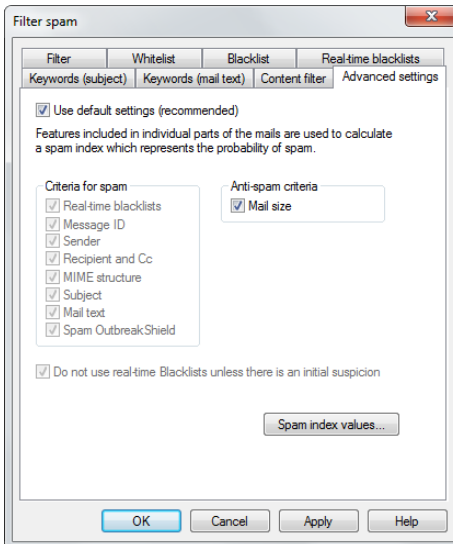 Filter spam
Filter
Whitelist
Blacklist
Real-time blacklists
Keywords (subject)
Keywords (mail text)
Content filter
Advanced settings
Use default settings (recommended)
Features included in individual parts of the mails are used to calculate
a spam index which represents the probability of spam.
Criteria for spam
Real-time blacklists
Message ID
Sender
Recipient and Cc
MIME structure
Subject
Mail text
Spam OutbreakShield
Anti-spam criteria
Mail size
Do not use real-time Blacklists unless there is an initial suspicion
Spam index values...
OK
Cancel
Apply
Help